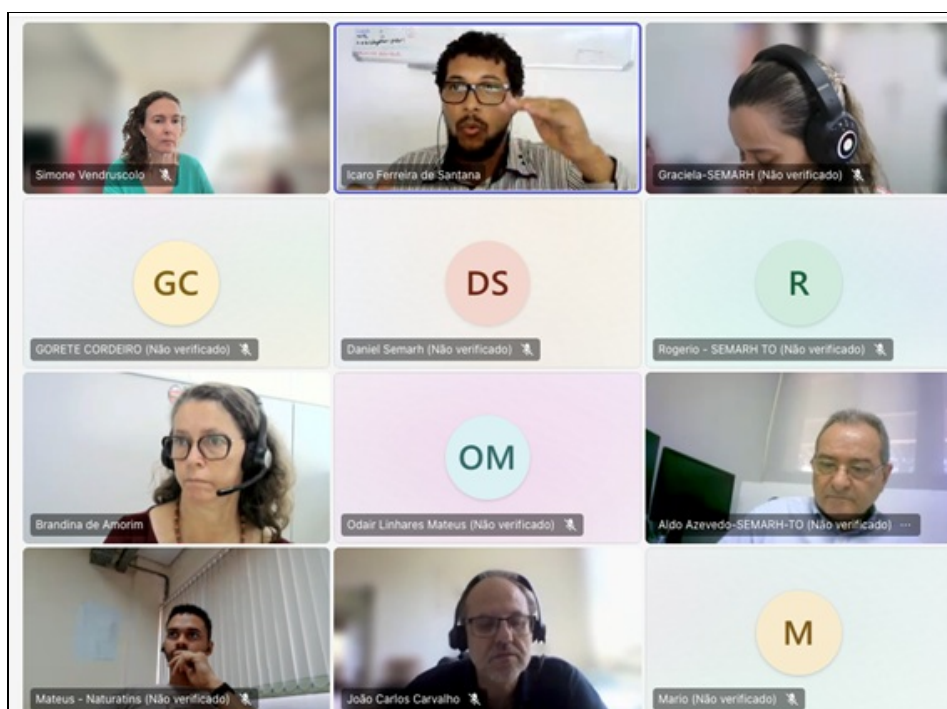 Simone Vendruscolo
Icaro Ferreira de Santana
Graciela-SEMARH (Não verificado)
GC
DS
R
GORETE CORDEIRO (Não verificado)
Daniel Semarh (Não verificado)
Rogerio - SEMARH TO (Não verificado)
OM
Brandina de Amorim
Odair Linhares Mateus (Não verificado)
Aldo Azevedo-SEMARH-TO (Não verificado) ...
M
Mateus - Naturatins (Não verificado)
João Carlos Carvalho
Mario (Não verificado)